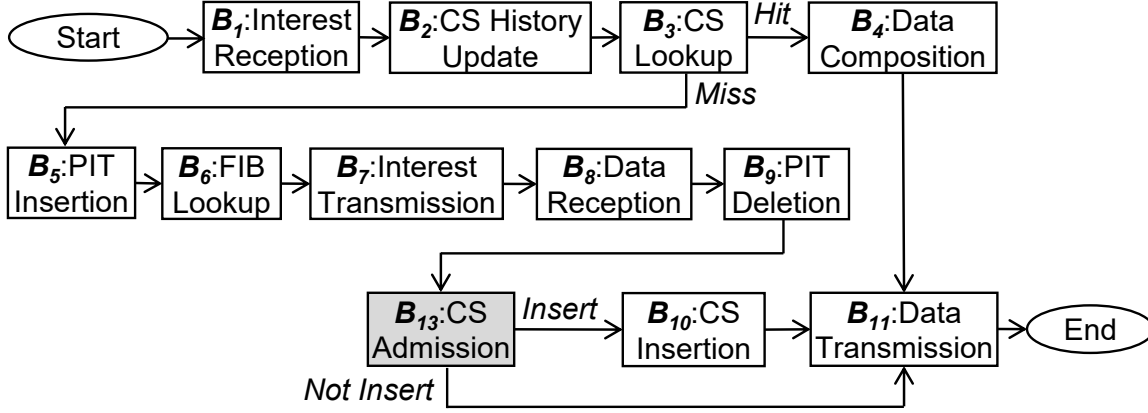 Start
B1:Interest
Reception
B2:CS History
Update
B3:CS
Lookup
Hit
B4:Data
Composition
Miss
B5:PIT
Insertion
B6:FIB
Lookup
B7:Interest
Transmission
B8:Data
Reception
B9:PIT
Deletion
B13:CS
Admission
Insert
B10:CS
Insertion
B11:Data
Transmission
End
Not Insert